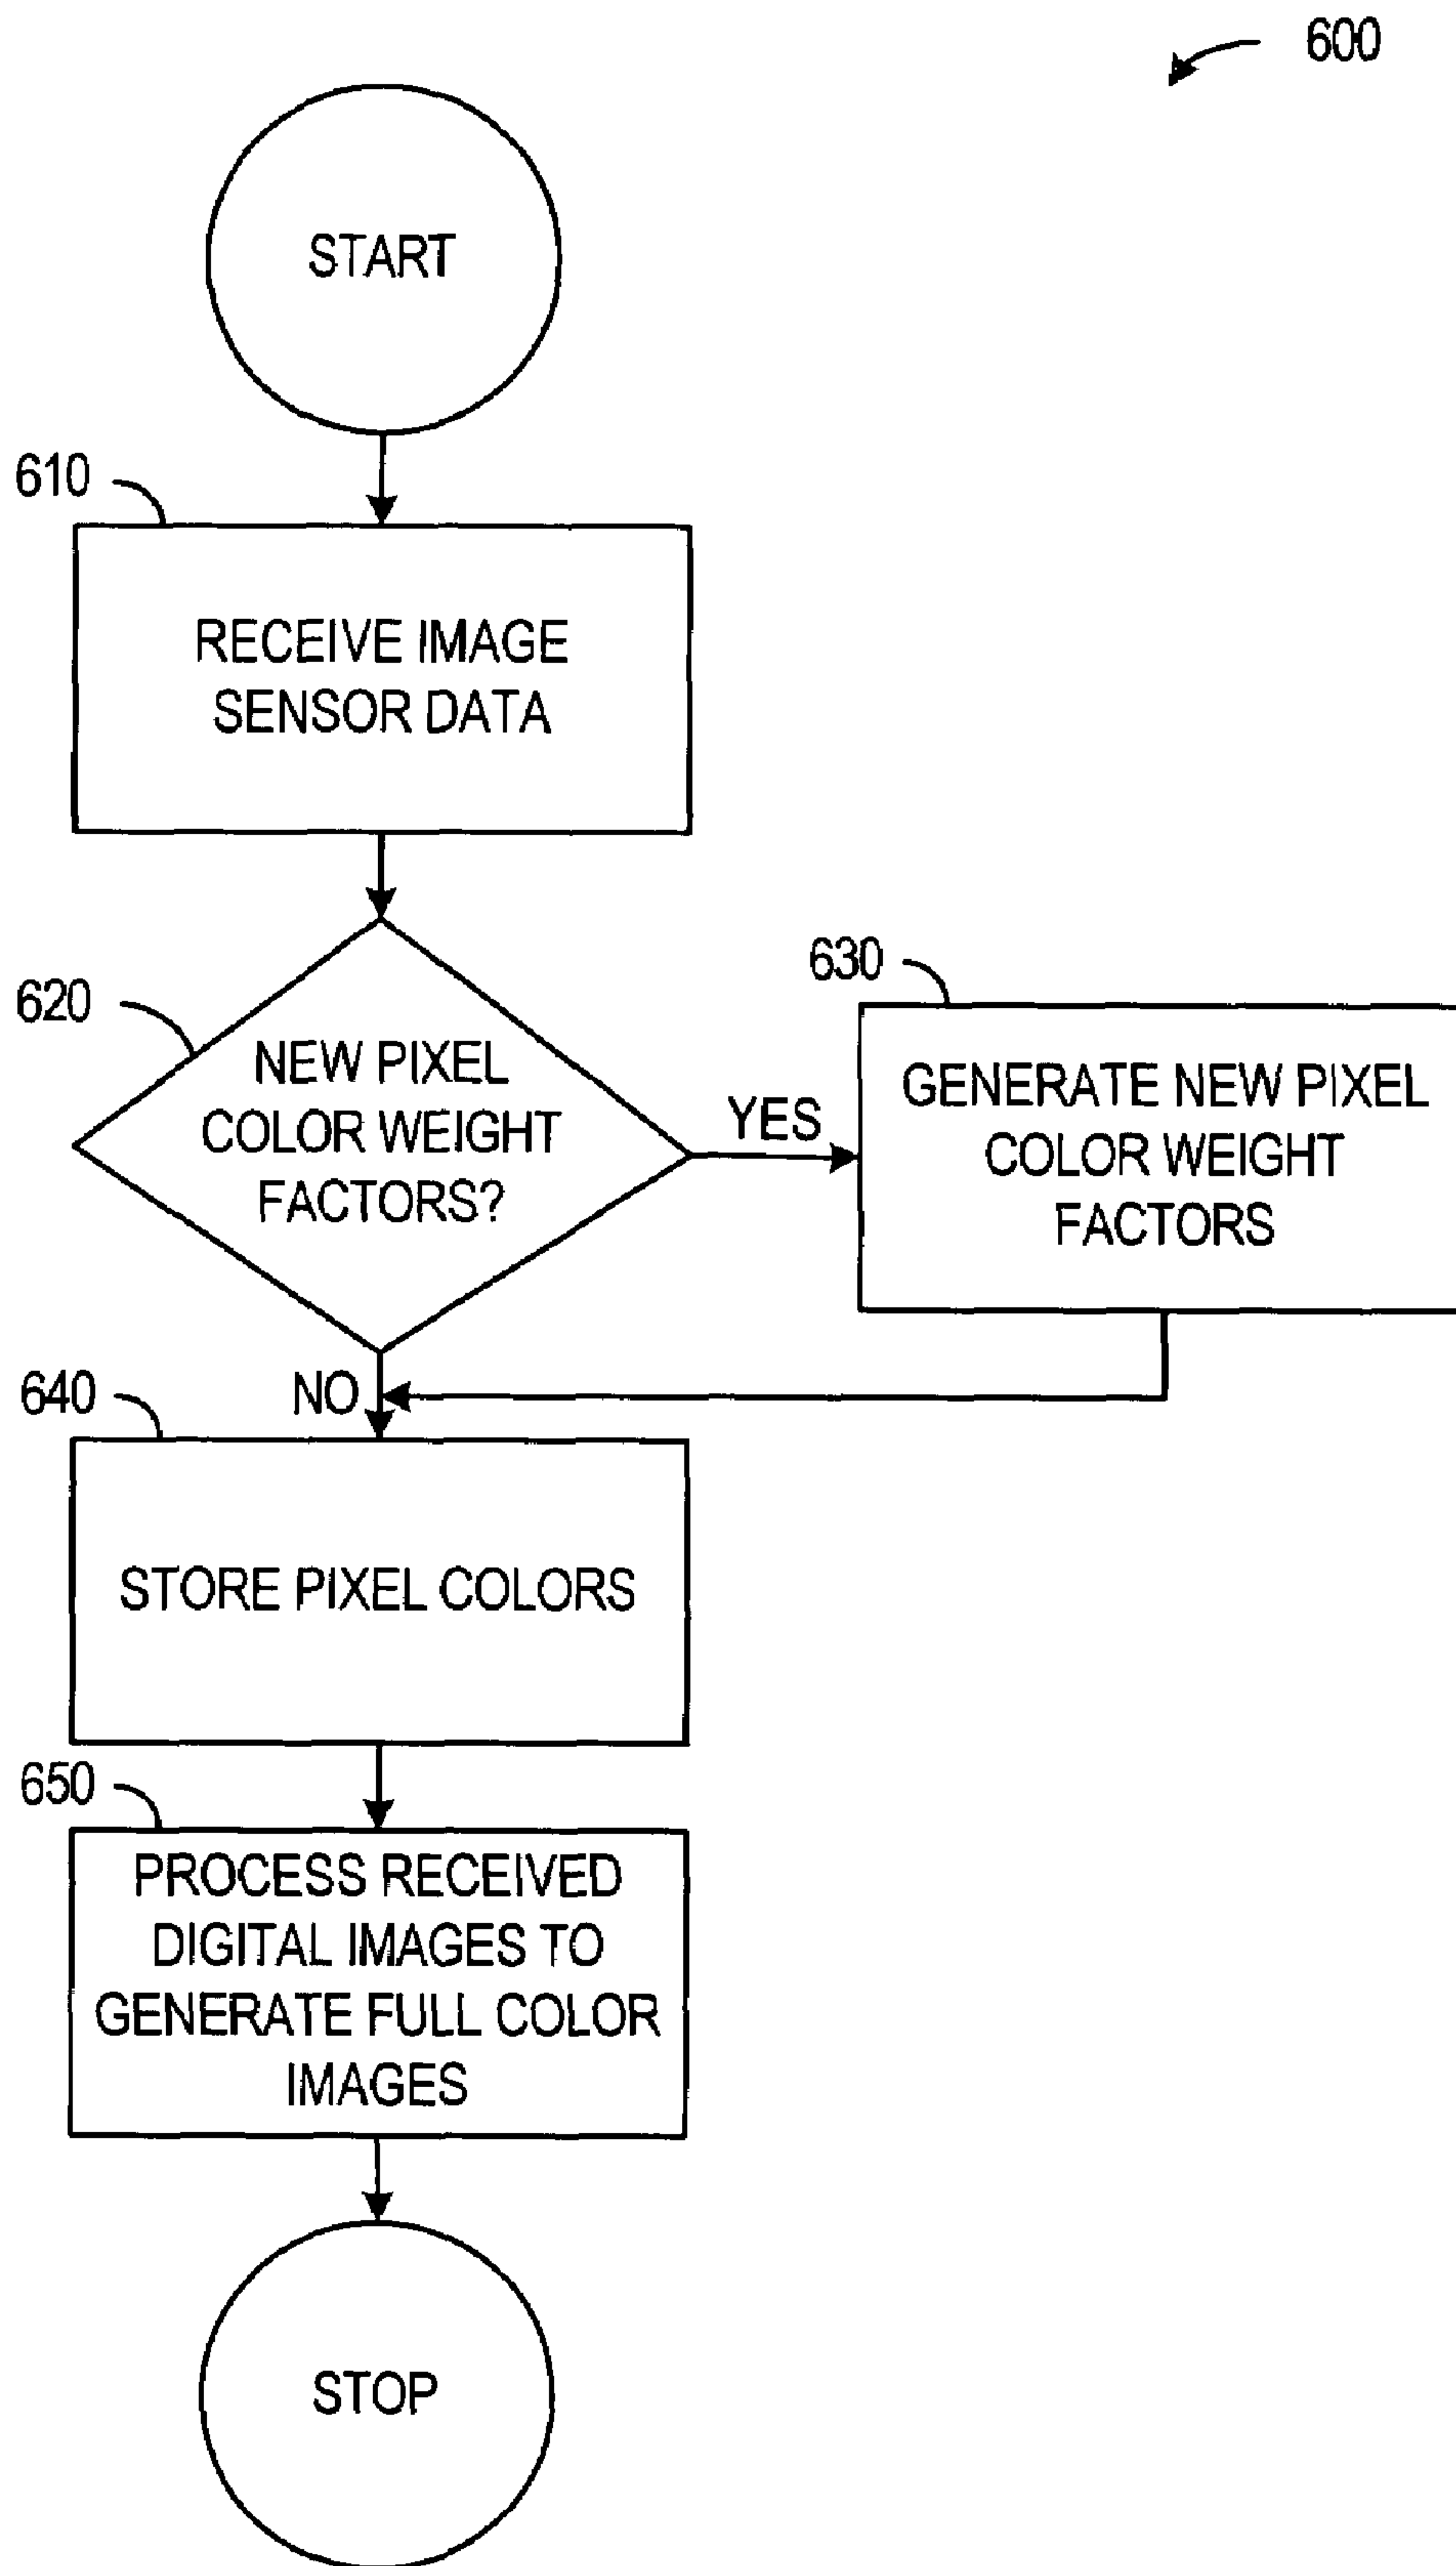 600
START
610
RECEIVE IMAGE
SENSOR DATA
620
NEW PIXEL
COLOR WEIGHT
FACTORS?
YES
630
GENERATE NEW PIXEL
COLOR WEIGHT
FACTORS
NO
640
STORE PIXEL COLORS
650
PROCESS RECEIVED
DIGITAL IMAGES TO
GENERATE FULL COLOR
IMAGES
STOP